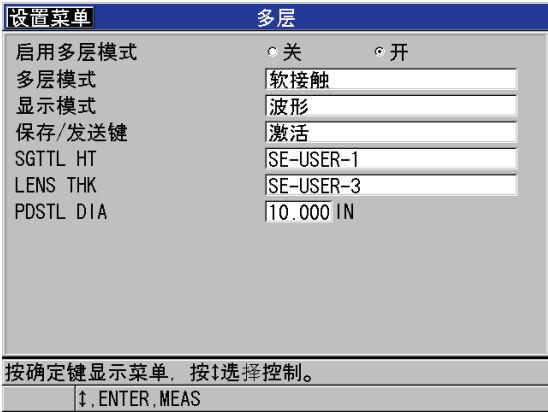 设置菜单 多层
启用多层模式 关 开
多层模式 软接触
显示模式 波形
保存/发送键 激活
SGTTL HT SE-USER-1
LENS THK SE-USER-3
PDSTL DIA 10.000 IN
按确定键显示菜单, 按↕选择控制。
↕,ENTER,MEAS